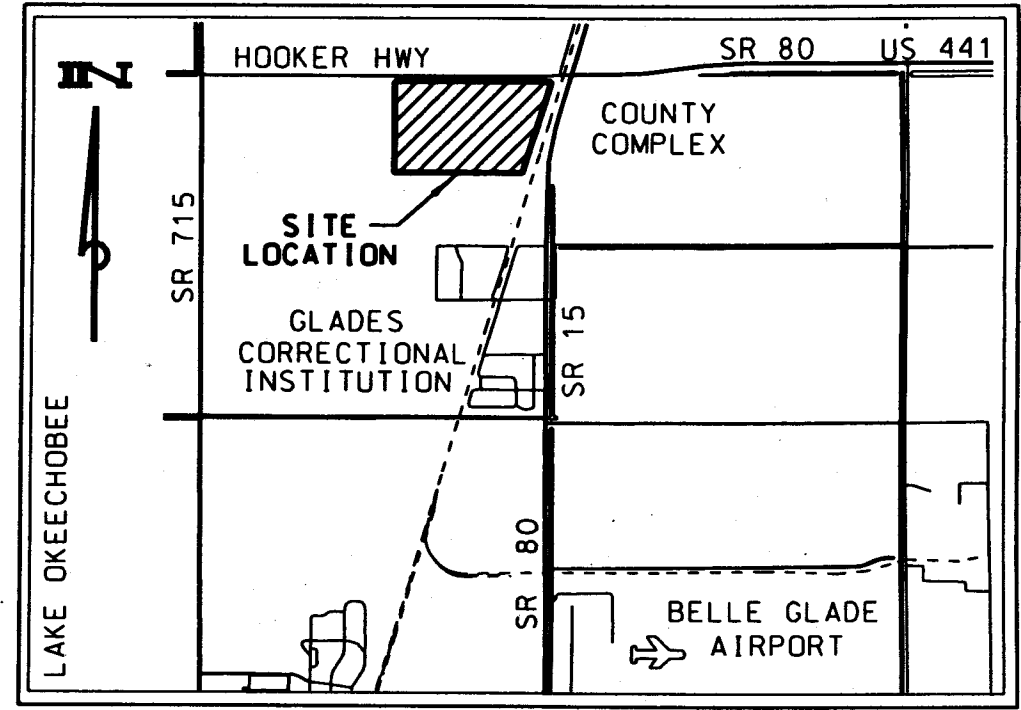 HOOKER HWY
SR 80
US 441
N
COUNTY
COMPLEX
SITE
LOCATION
SR 715
GLADES
CORRECTIONAL
INSTITUTION
SR 15
LAKE OKEECHOBEE
SR 80
BELLE GLADE
AIRPORT